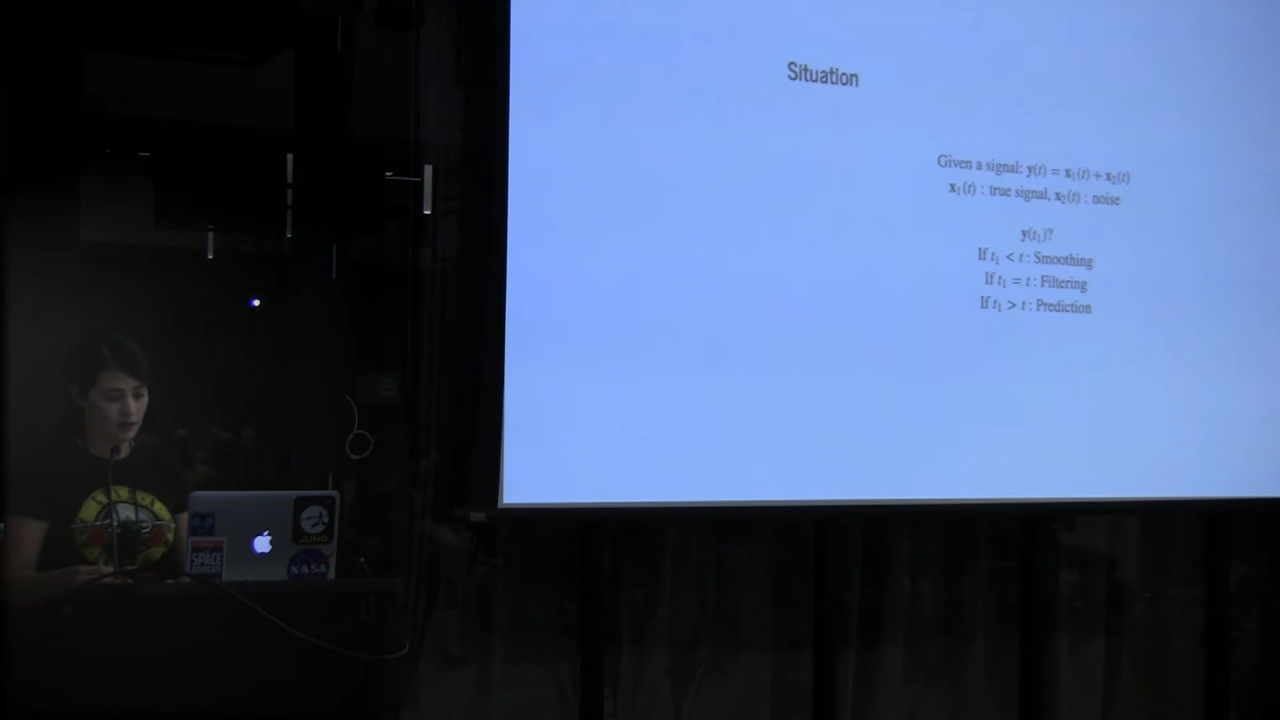 Situation
Given a signal: y(t) = x₁(t) + x₂(t)
x₁(t) : true signal, x₂(t) : noise
y(t₁)?
If t₁ < t : Smoothing
If t₁ = t : Filtering
If t₁ > t : Prediction
JUNO
SPACE
NASA